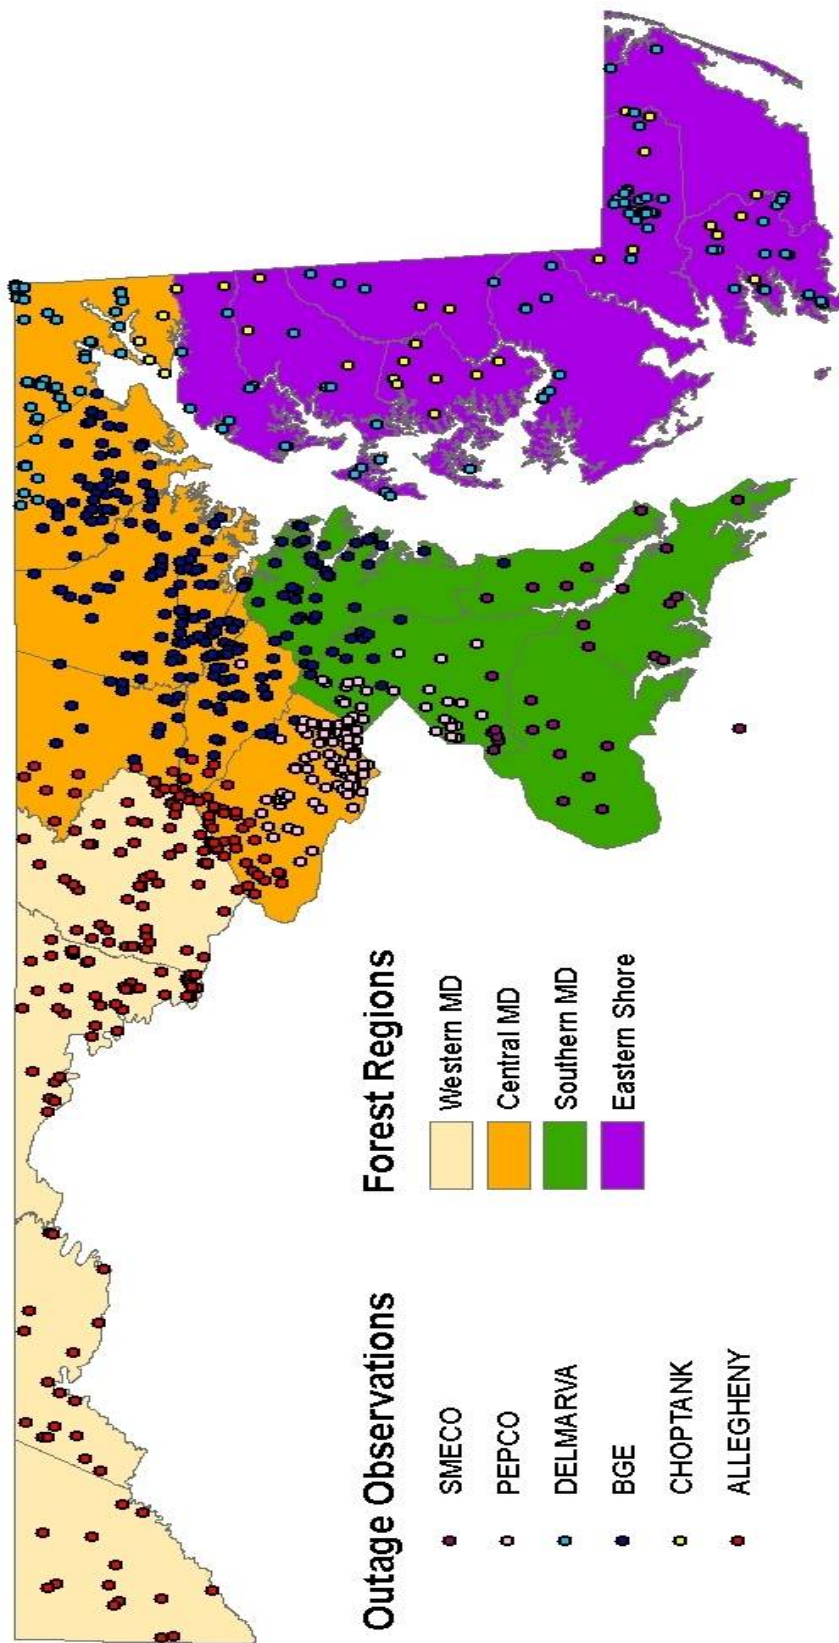 Outage Observations
SMECO
PEPCO
DELMARVA
BGE
CHOPTANK
ALLEGHENY
Forest Regions
Western MD
Central MD
Southern MD
Eastern Shore